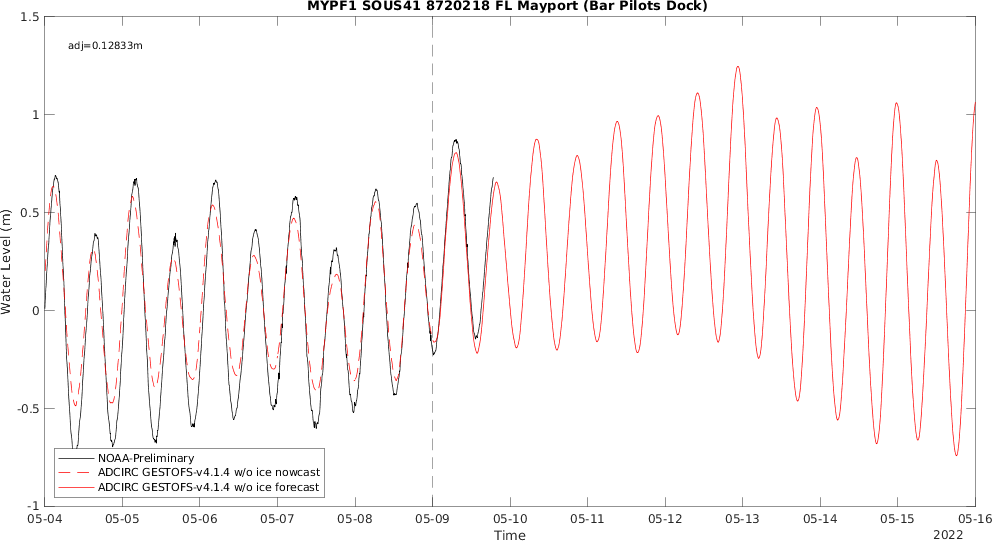 MYPF1 SOUS41 8720218 FL Mayport (Bar Pilots Dock)
1.5
adj=0.12833m
1
0.5
Water Level (m)
0
-0.5
NOAA-Preliminary
ADCIRC GESTOFS-v4.1.4 w/o ice nowcast
ADCIRC GESTOFS-v4.1.4 w/o ice forecast
-1
05-04 05-05 05-06 05-07 05-08 05-09 05-10 05-11 05-12 05-13 05-14 05-15 05-16
Time
2022